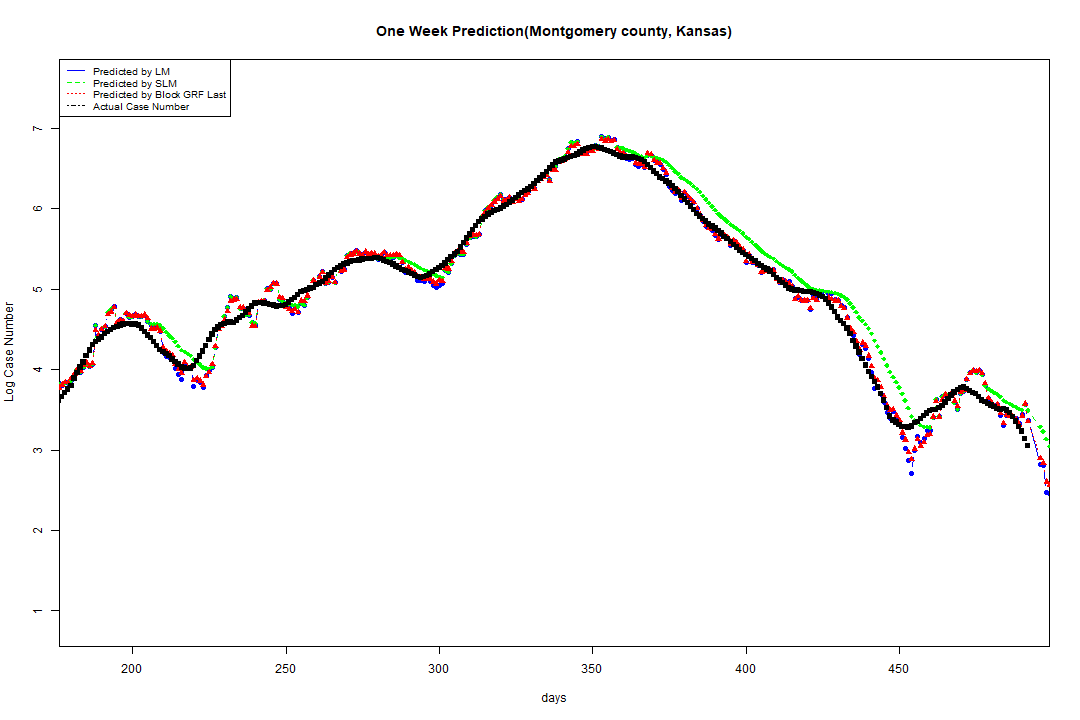 One Week Prediction(Montgomery county, Kansas)
Predicted by LM
Predicted by SLM
Predicted by Block GRF Last
Actual Case Number
7
6
5
4
3
2
1
Log Case Number
200 250 300 350 400 450
days